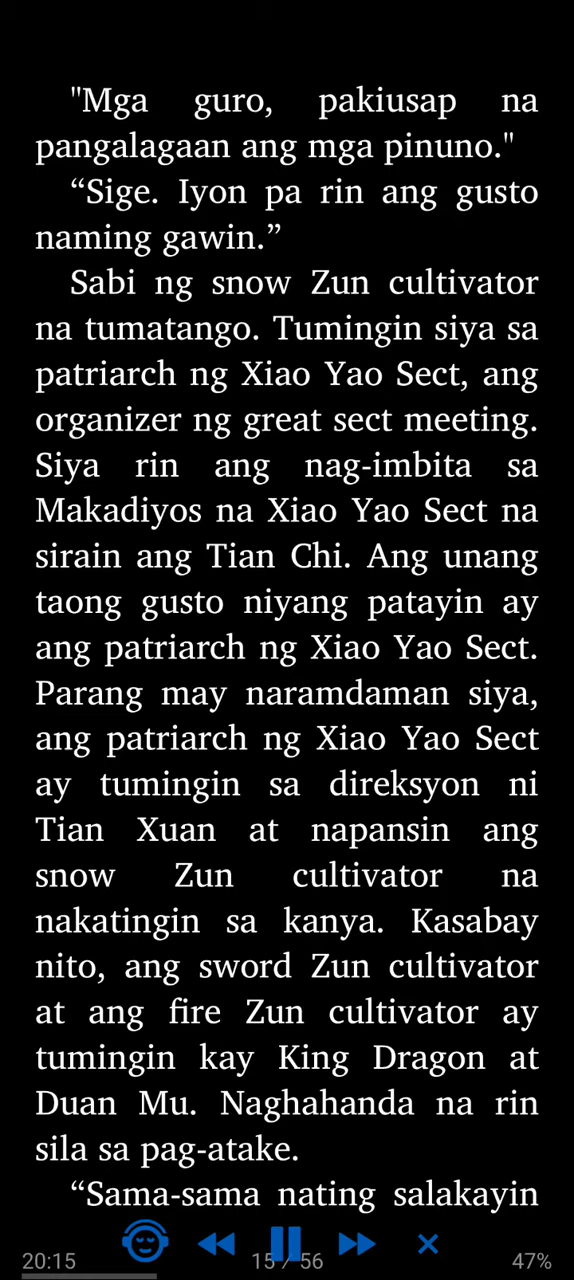 "Mga guro, pakiusap na
pangalagaan ang mga pinuno."
“Sige. Iyon pa rin ang gusto
naming gawin.”
Sabi ng snow Zun cultivator
na tumatango. Tumingin siya sa
patriarch ng Xiao Yao Sect, ang
organizer ng great sect meeting.
Siya rin ang nag-imbita sa
Makadiyos na Xiao Yao Sect na
sirain ang Tian Chi. Ang unang
taong gusto niyang patayin ay
ang patriarch ng Xiao Yao Sect.
Parang may naramdaman siya,
ang patriarch ng Xiao Yao Sect
ay tumingin sa direksyon ni
Tian Xuan at napansin ang
snow Zun cultivator na
nakatingin sa kanya. Kasabay
nito, ang sword Zun cultivator
at ang fire Zun cultivator ay
tumingin kay King Dragon at
Duan Mu. Naghahanda na rin
sila sa pag-atake.
“Sama-sama nating salakayin
20:15 15 / 56 47%